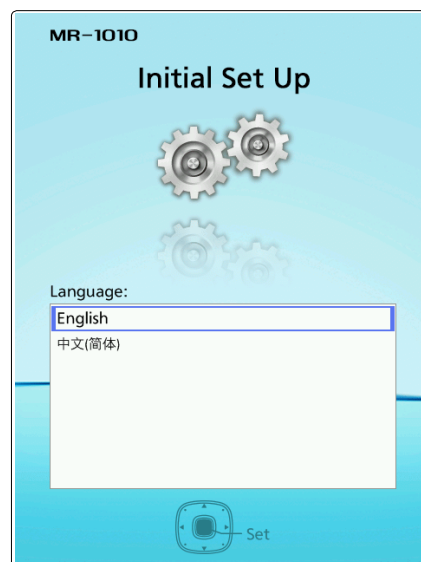 MR-1010
Initial Set Up
Language:
English
中文(简体)
Set